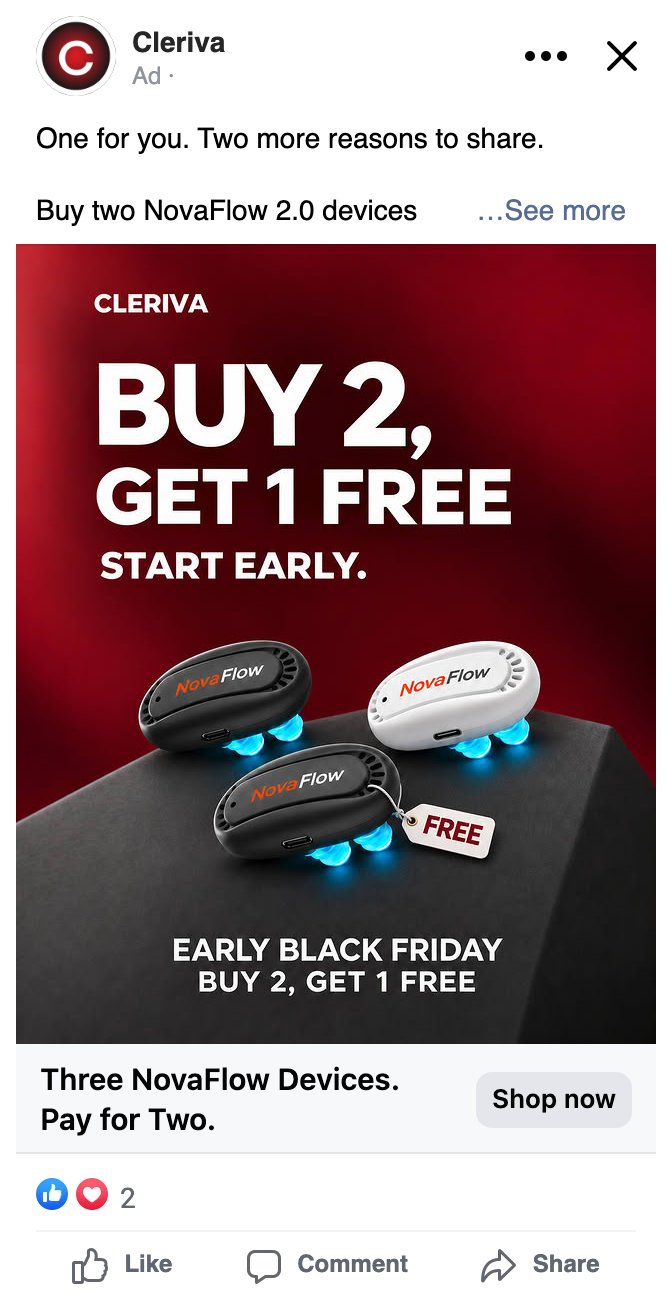 C
Cleriva
Ad ·
One for you. Two more reasons to share.
Buy two NovaFlow 2.0 devices ...See more
CLERIVA
BUY 2,
GET 1 FREE
START EARLY.
NovaFlow
NovaFlow
NovaFlow
FREE
EARLY BLACK FRIDAY
BUY 2, GET 1 FREE
Three NovaFlow Devices.
Pay for Two.
Shop now
2
Like Comment Share